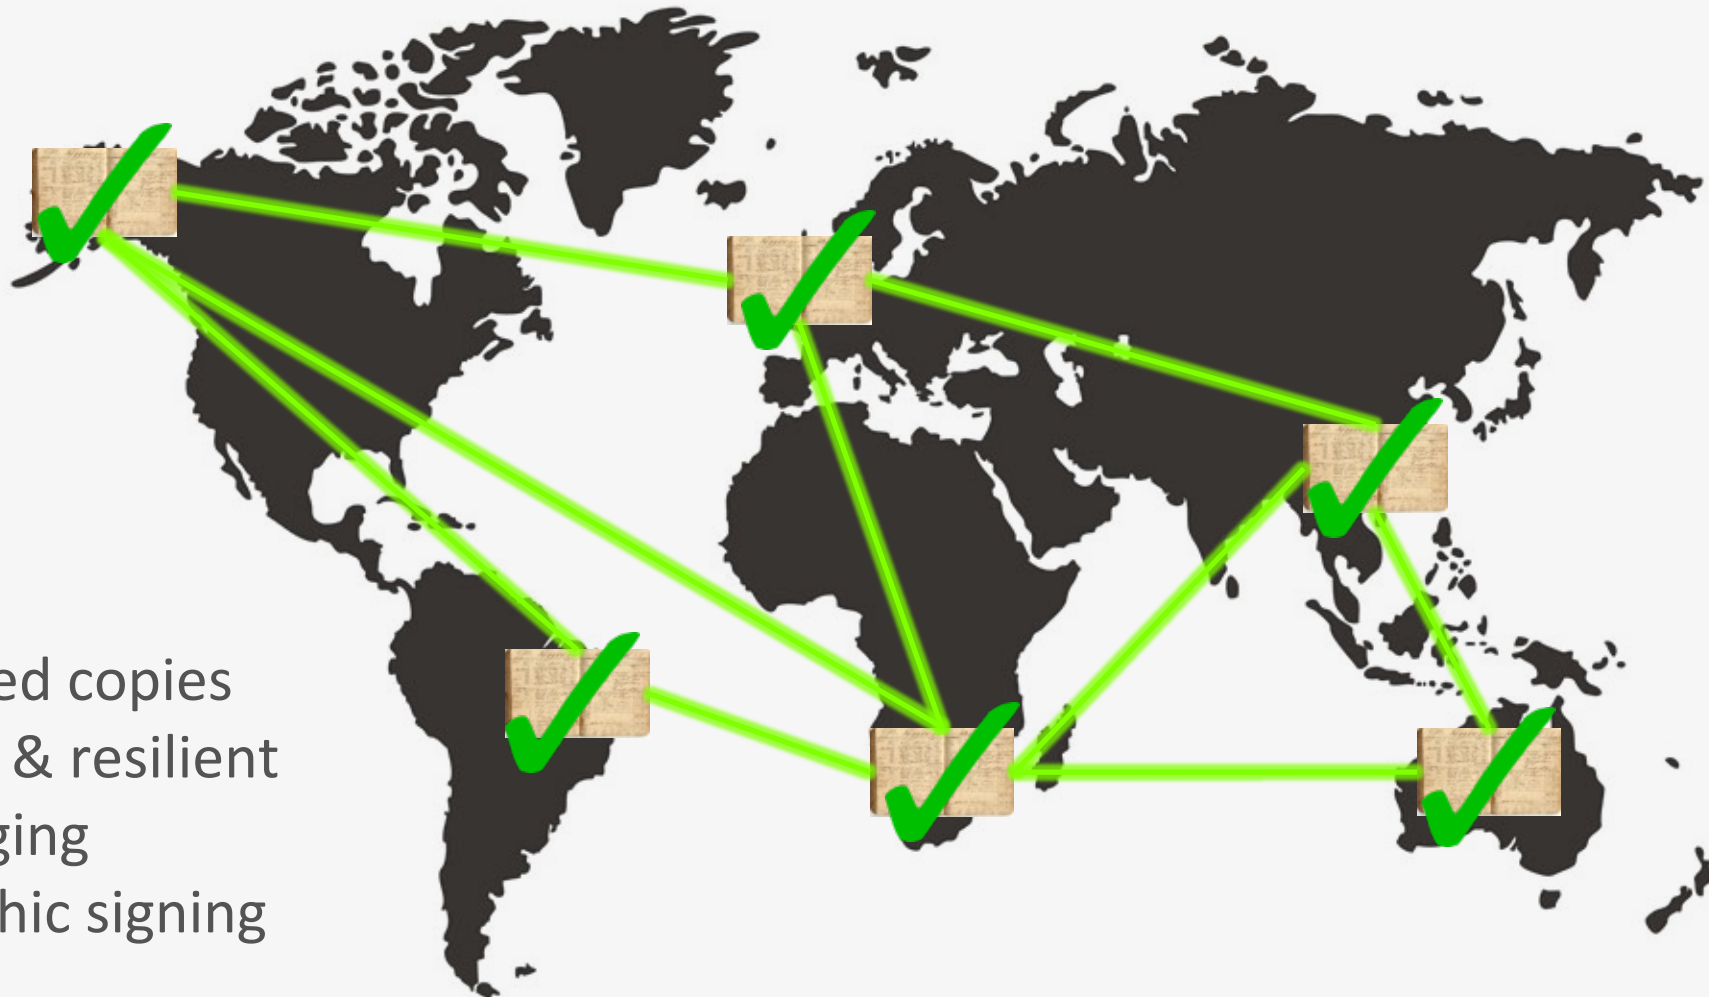 ed copies
& resilient
ging
hic signing